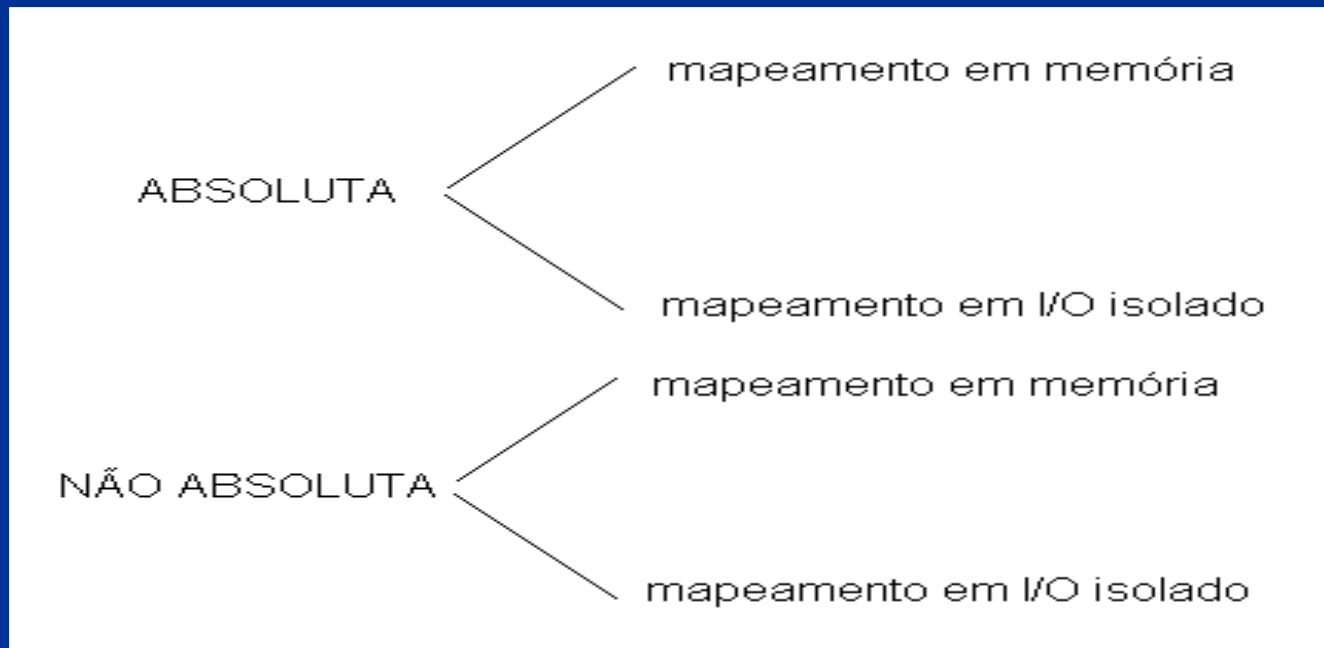 mapeamento em memória
ABSOLUTA
mapeamento em I/O isolado
mapeamento em memória
NÃO ABSOLUTA
mapeamento em I/O isolado